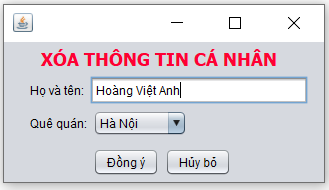 XÓA THÔNG TIN CÁ NHÂN
Họ và tên: Hoàng Việt Anh
Quê quán: Hà Nội
Đồng ý Hủy bỏ